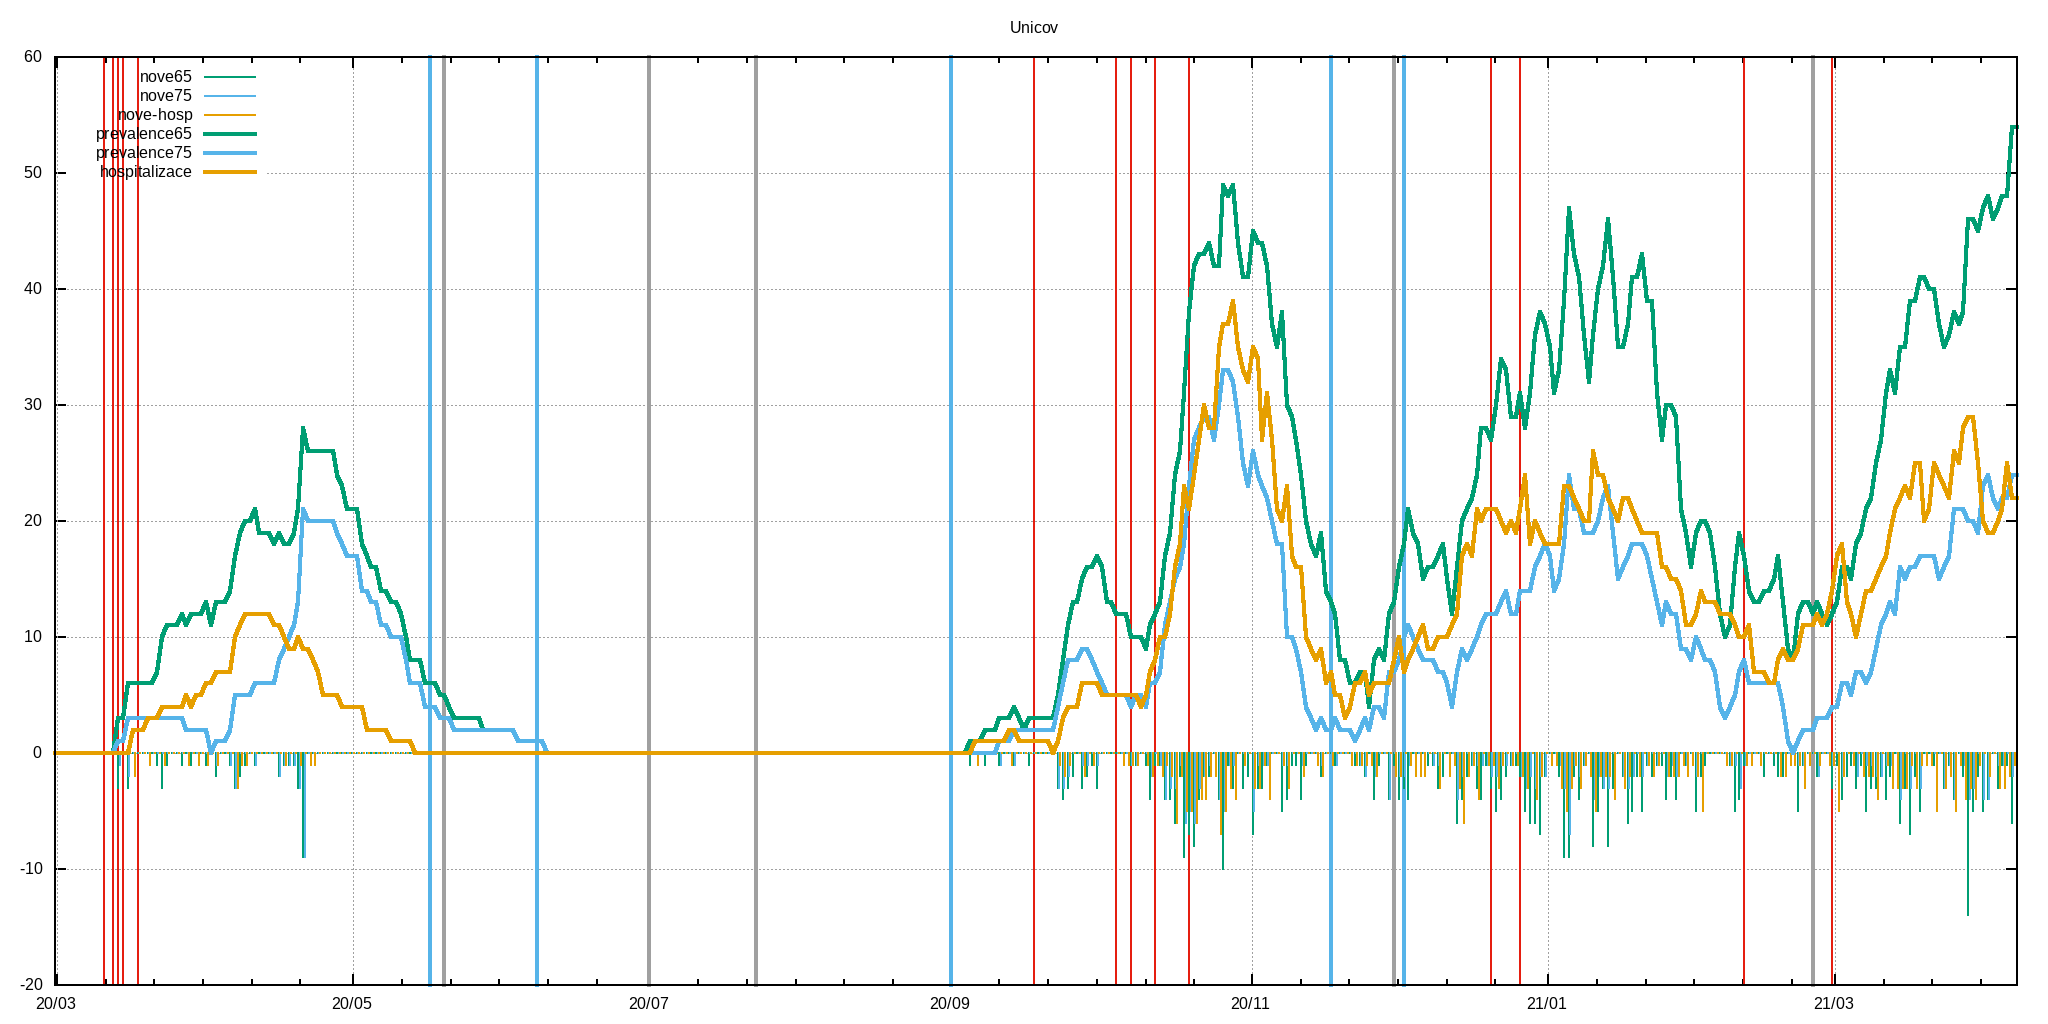 Unicov
60
nove65
nove75
nove-hosp
prevalence65
prevalence75
hospitalizace
50
40
30
20
10
0
-10
-20
20/03 20/05 20/07 20/09 20/11 21/01 21/03